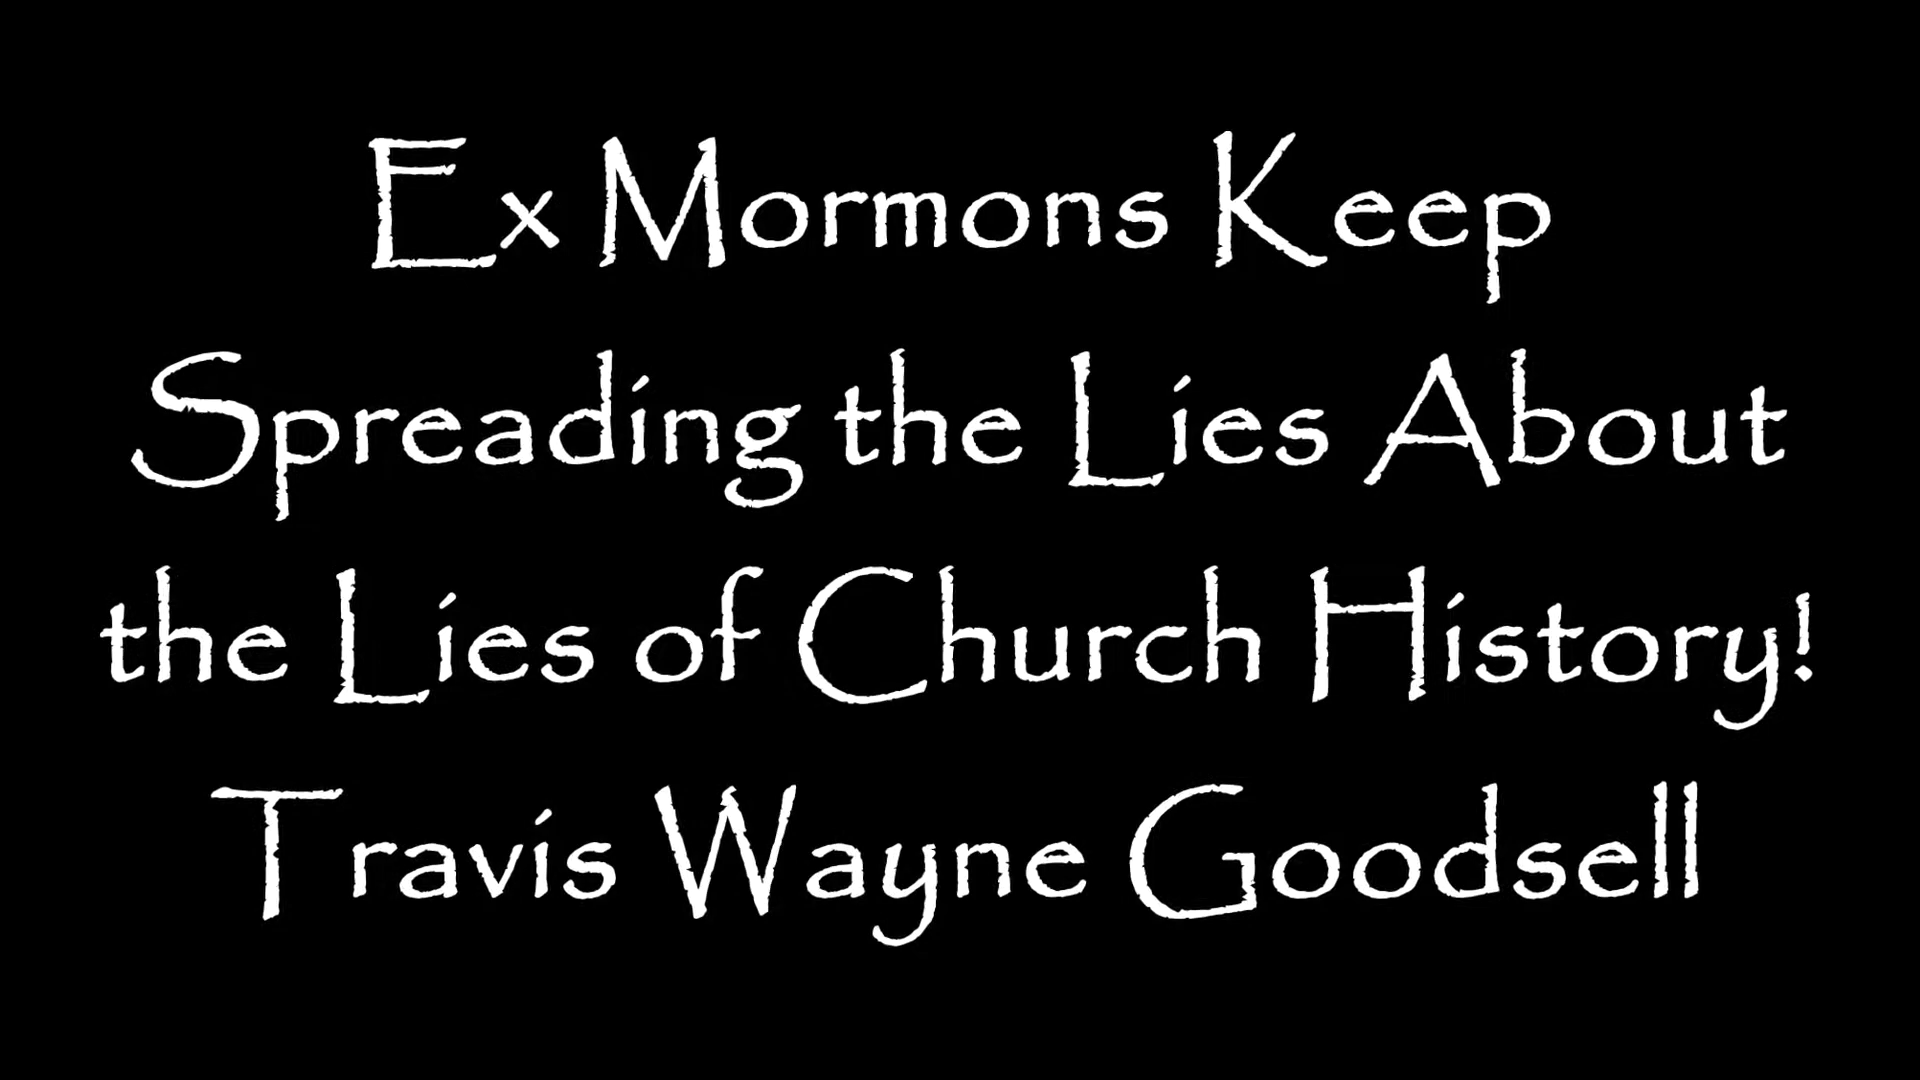 Ex Mormons Keep
Spreading the Lies About
the Lies of Church History!
Travis Wayne Goodsell